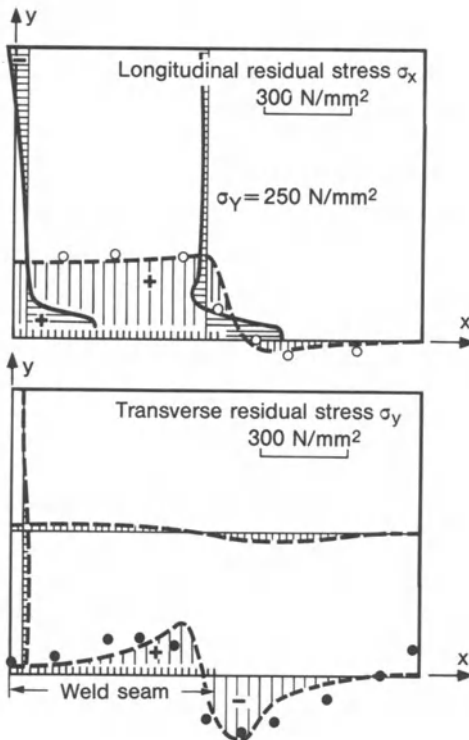 y
Longitudinal residual stress σx
300 N/mm²
σY = 250 N/mm²
+
+
−
x
y
Transverse residual stress σy
300 N/mm²
+
x
Weld seam
−